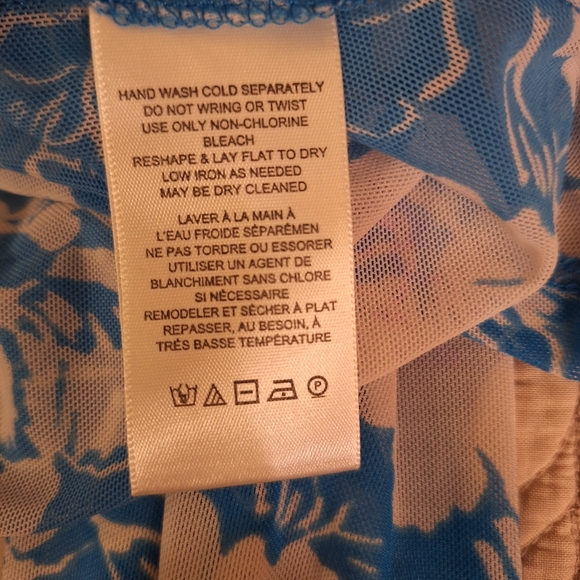 HAND WASH COLD SEPARATELY
DO NOT WRING OR TWIST
USE ONLY NON-CHLORINE
BLEACH
RESHAPE & LAY FLAT TO DRY
LOW IRON AS NEEDED
MAY BE DRY CLEANED
LAVER À LA MAIN À
L'EAU FROIDE SÉPARÉMEN
NE PAS TORDRE OU ESSORER
UTILISER UN AGENT DE
BLANCHIMENT SANS CHLORE
SI NÉCESSAIRE
REMODELER ET SÉCHER À PLAT
REPASSER, AU BESOIN, À
TRÈS BASSE TEMPÉRATURE
P